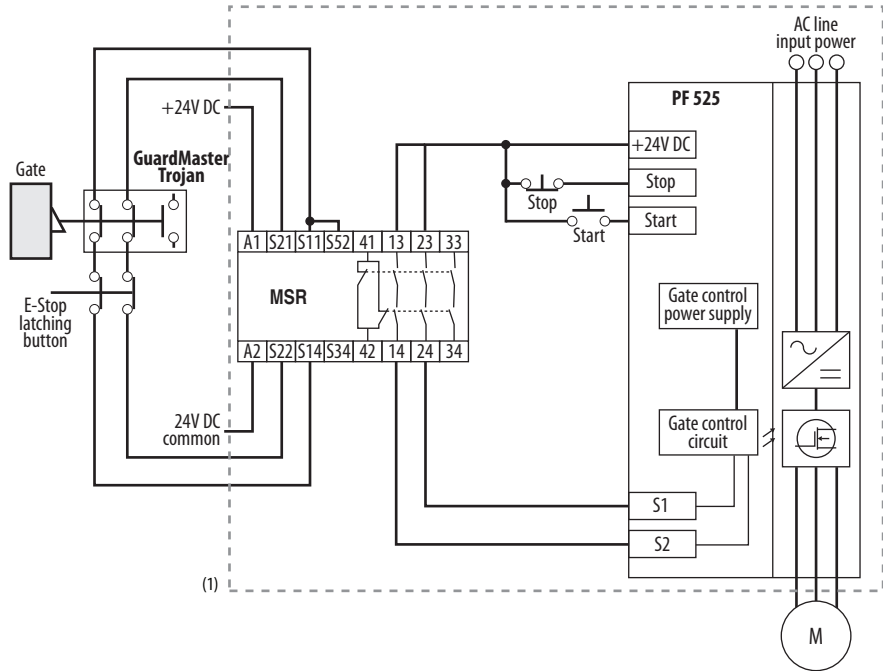 AC line
input power
PF 525
+24V DC
+24V DC
Gate
GuardMaster
Trojan
Stop
Stop
Start
Start
A1 S21 S11 S52 41 13 23 33
MSR
Gate control
power supply
E-Stop
latching
button
A2 S22 S14 S34 42 14 24 34
24V DC
common
Gate control
circuit
S1
S2
(1)
M